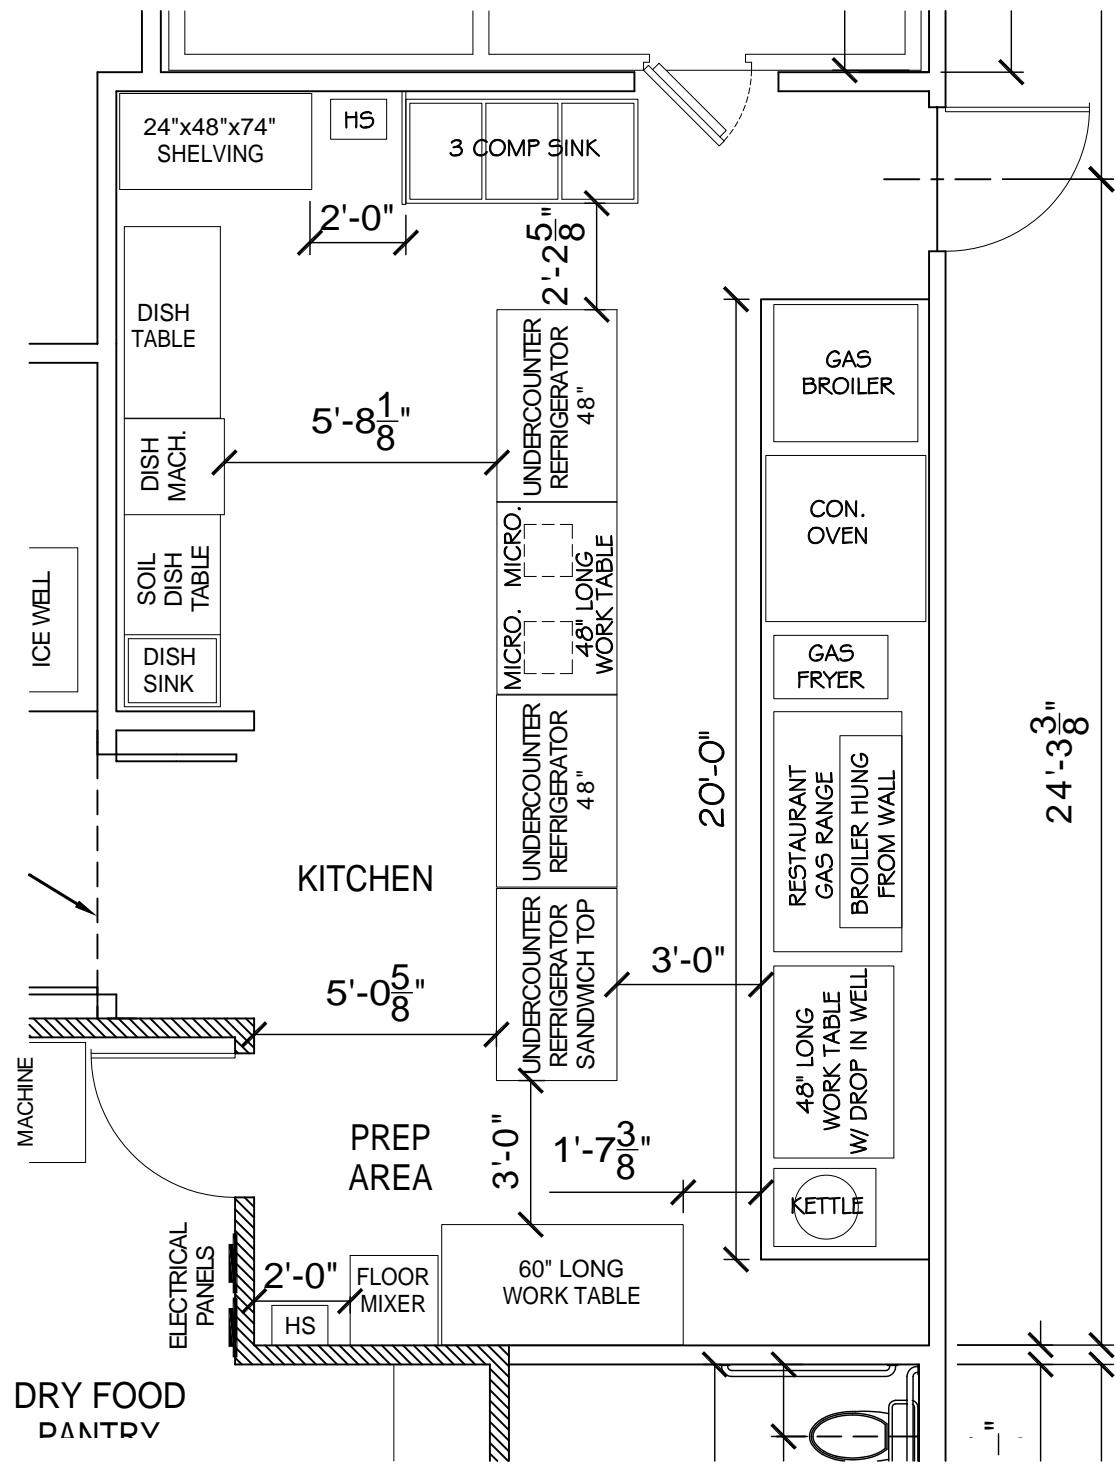 24"x48"x74"
SHELVING
HS
3 COMP SINK
2'-0"
2'-2 5/8"
DISH
TABLE
UNDERCOUNTER
REFRIGERATOR
48"
GAS
BROILER
5'-8 1/8"
DISH
MACH.
CON.
OVEN
MICRO.
MICRO.
48" LONG
WORK TABLE
SOIL
DISH
TABLE
ICE WELL
DISH
SINK
GAS
FRYER
UNDERCOUNTER
REFRIGERATOR
48"
20'-0"
24'-3 3/8"
RESTAURANT
GAS RANGE
BROILER HUNG
FROM WALL
KITCHEN
UNDERCOUNTER
REFRIGERATOR
SANDWICH TOP
3'-0"
5'-0 5/8"
48" LONG
WORK TABLE
W/ DROP IN WELL
MACHINE
PREP
AREA
3'-0"
1'-7 3/8"
KETTLE
ELECTRICAL
PANELS
2'-0"
FLOOR
MIXER
60" LONG
WORK TABLE
HS
DRY FOOD
PANTRY